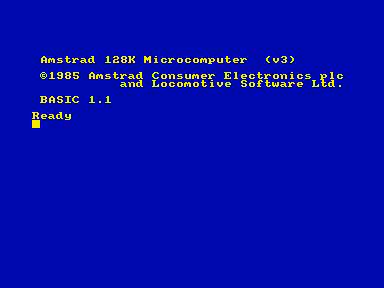 Amstrad 128K Microcomputer  (v3)
©1985 Amstrad Consumer Electronics plc
and Locomotive Software Ltd.
BASIC 1.1
Ready